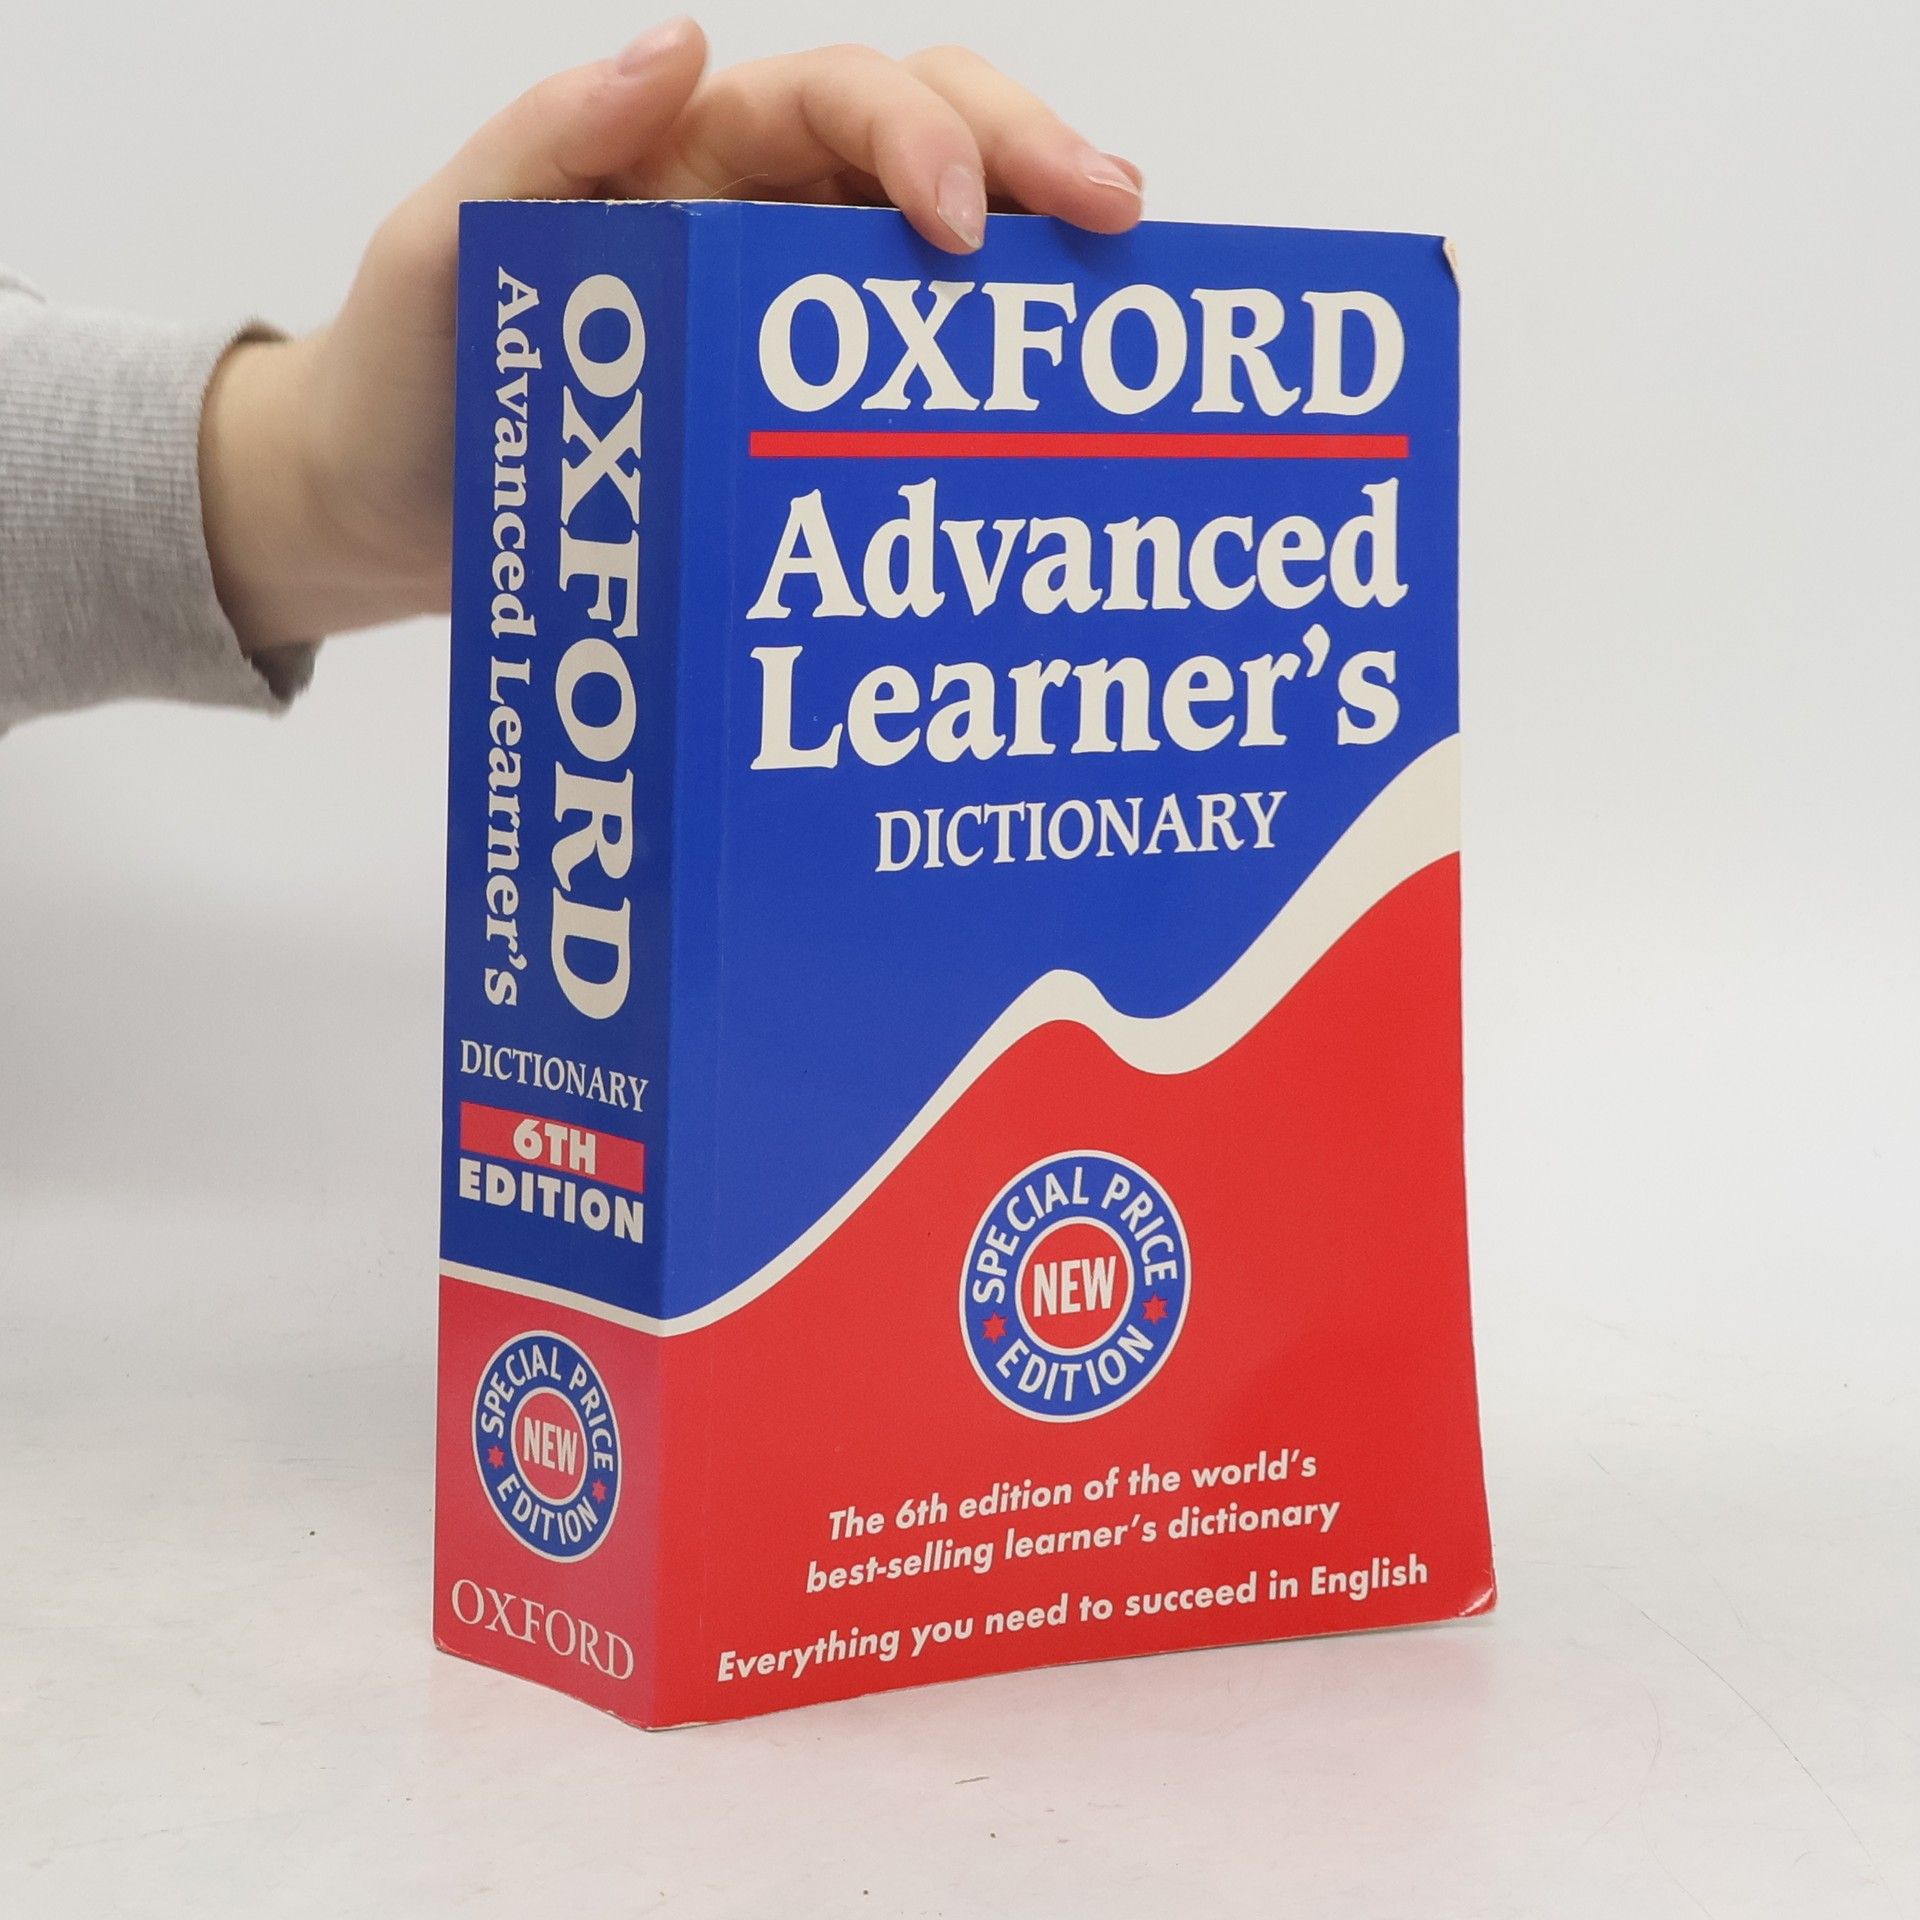 OXFORD
Advanced Learner's
DICTIONARY
6TH
EDITION
SPECIAL PRICE
NEW
EDITION
OXFORD
OXFORD
Advanced
Learner's
DICTIONARY
SPECIAL PRICE
NEW
EDITION
The 6th edition of the world's
best-selling learner's dictionary
Everything you need to succeed in English